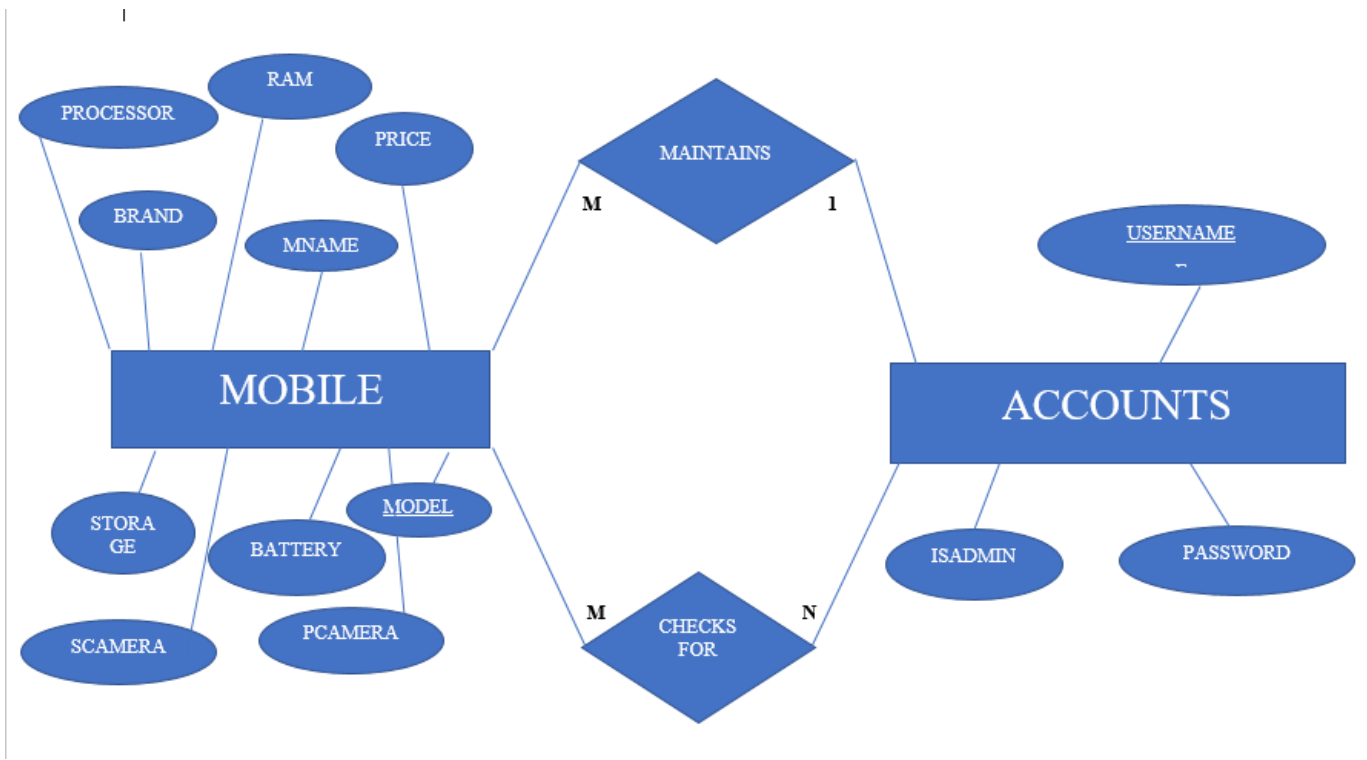 RAM
PROCESSOR
PRICE
BRAND
MNAME
MAINTAINS
M
1
USERNAME
MOBILE
ACCOUNTS
STORA
GE
MODEL
BATTERY
SCAMERA
PCAMERA
M
N
CHECKS
FOR
ISADMIN
PASSWORD